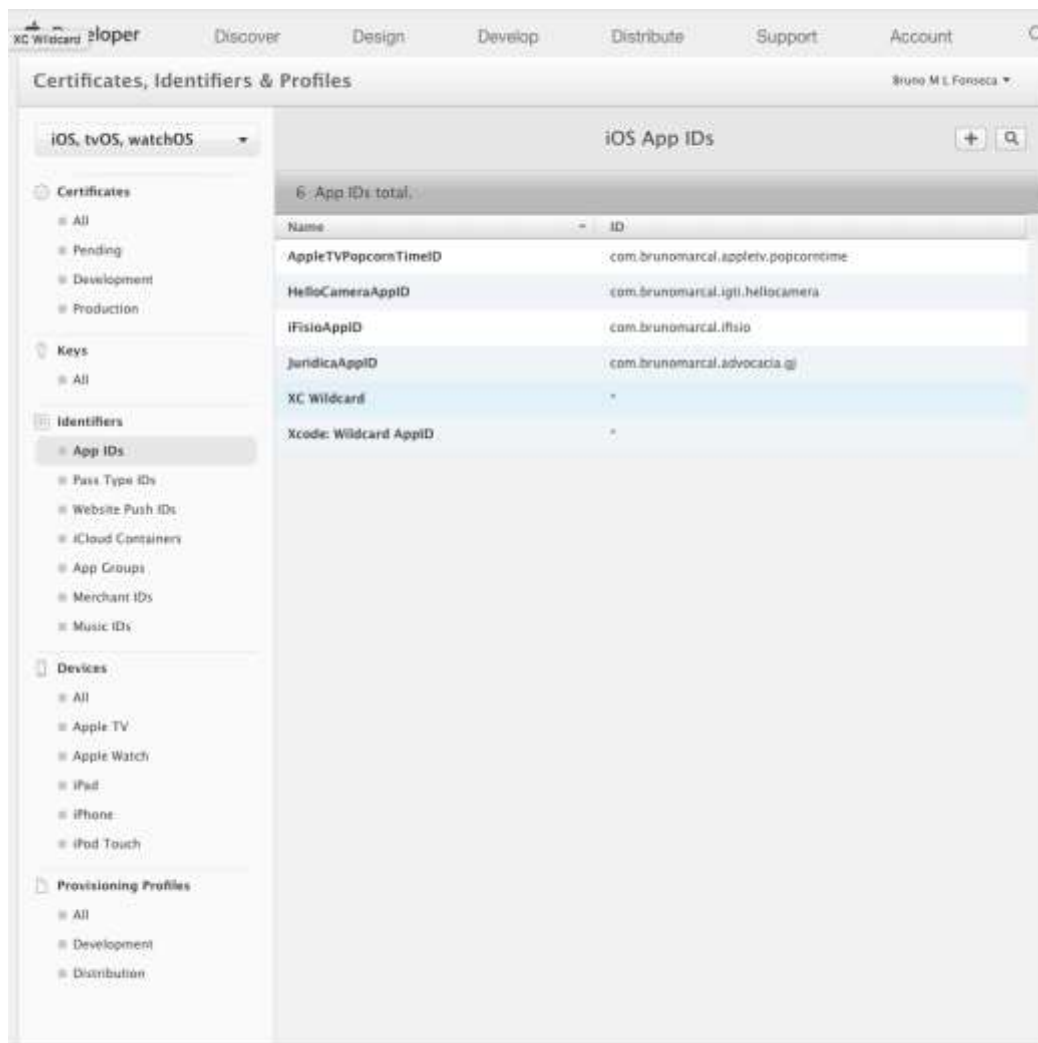 XC Wildcard eloper Discover Design Develop Distribute Support Account
Certificates, Identifiers & Profiles Bruno M L Fonseca
iOS, tvOS, watchOS
iOS App IDs
Certificates
All
Pending
Development
Production
Keys
All
Identifiers
App IDs
Pass Type IDs
Website Push IDs
iCloud Containers
App Groups
Merchant IDs
Music IDs
Devices
All
Apple TV
Apple Watch
iPad
iPhone
iPod Touch
Provisioning Profiles
All
Development
Distribution
6 App IDs total.
Name ID
AppleTVPopcornTimeID com.brunomarcal.appletv.popcorntime
HelloCameraAppID com.brunomarcal.igti.hellocamera
iFisioAppID com.brunomarcal.ifisio
JuridicaAppID com.brunomarcal.advocacia.gj
XC Wildcard *
Xcode: Wildcard AppID *